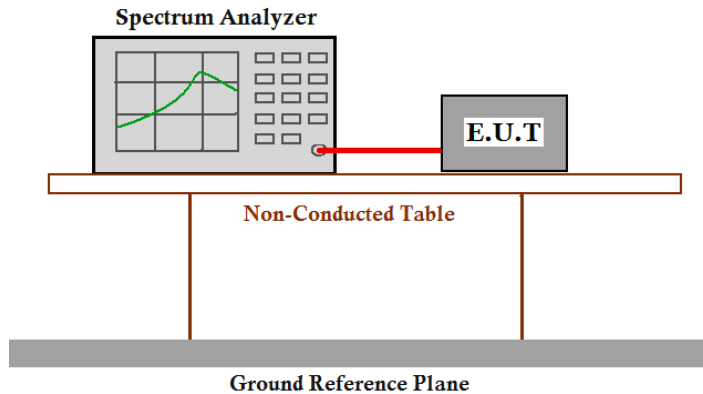 Spectrum Analyzer
E.U.T
Non-Conducted Table
Ground Reference Plane